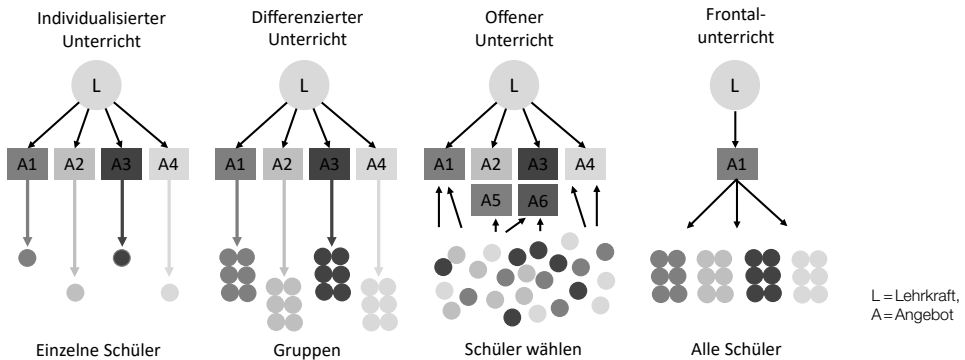 Individualisierter
Unterricht
Differenzierter
Unterricht
Offener
Unterricht
Frontal-
unterricht
L
L
L
L
A1
A2
A3
A4
A1
A2
A3
A4
A1
A2
A3
A4
A5
A6
A1
L = Lehrkraft,
A = Angebot
Einzelne Schüler
Gruppen
Schüler wählen
Alle Schüler